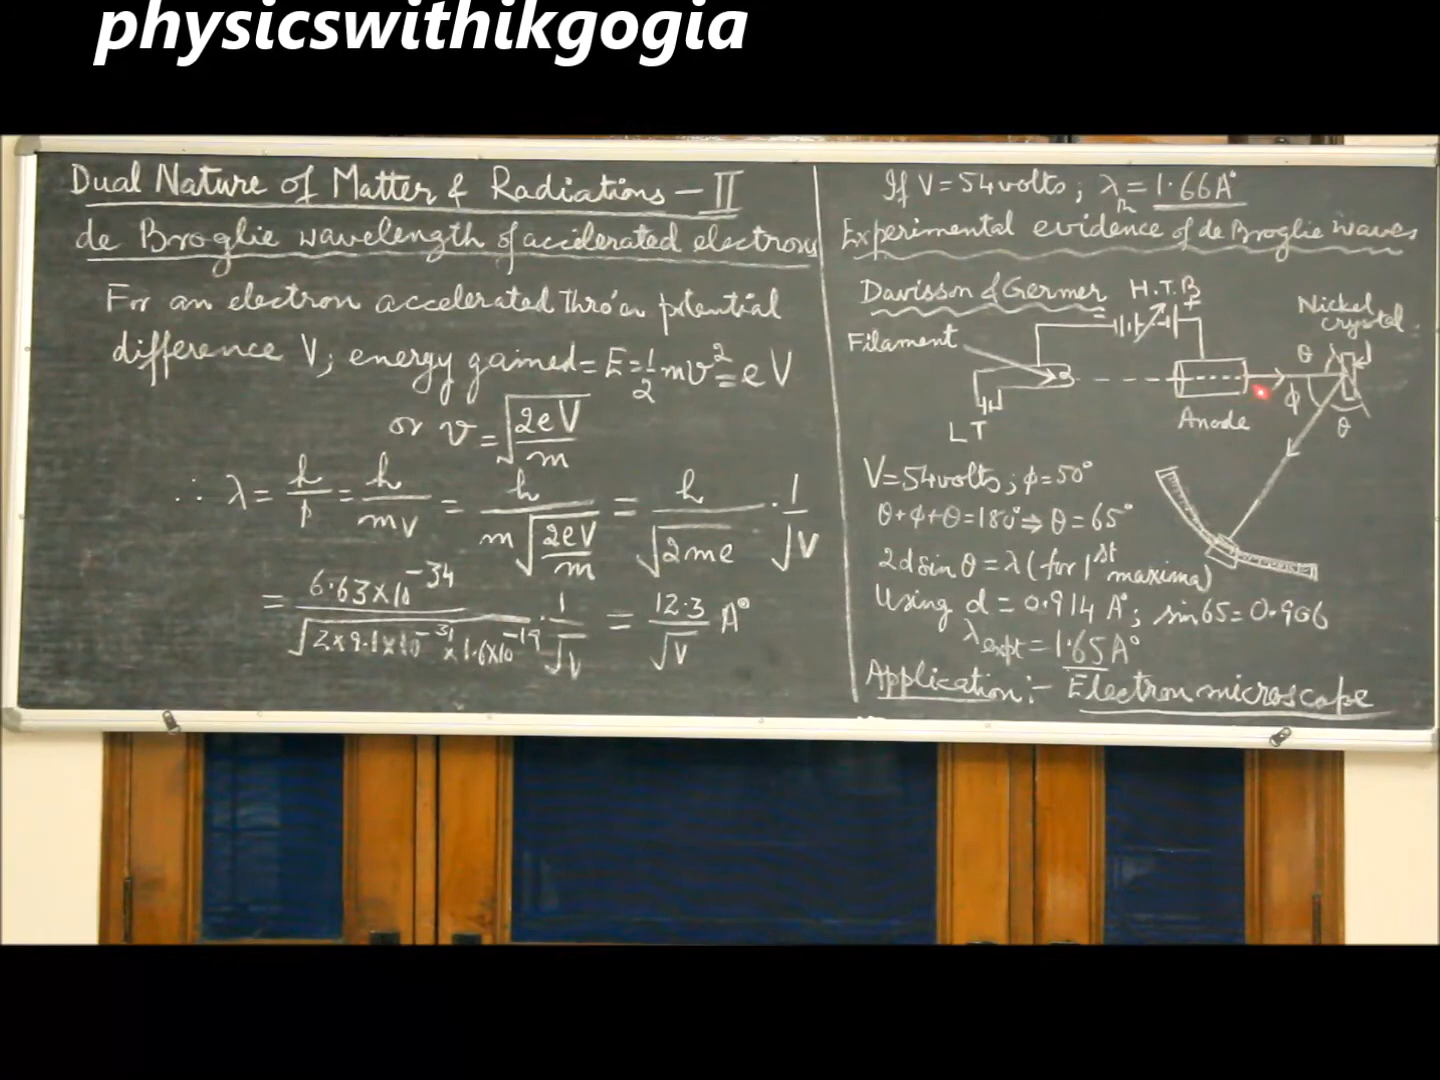 physicswithikgogia
Dual Nature of Matter & Radiations – II
de Broglie wavelength of accelerated electrons
For an electron accelerated thro' a potential
difference V, energy gained = E = 1/2 mv² = eV
or v = √(2eV/m)
∴ λ = h/p = h/mv = h/(m√(2eV/m)) = h/√(2me) · 1/√V
= 6.63×10⁻³⁴/√(2×9.1×10⁻³¹×1.6×10⁻¹⁹) · 1/√V = 12.3/√V A°
If V = 54 volts ; λ = 1.66 A°
Experimental evidence of de Broglie waves
Davisson & Germer
H.T.B
– +
Nickel
crystal
Filament
θ
ϕ
θ
Anode
LT
V = 54 volts ; ϕ = 50°
θ + ϕ + θ = 180° ⇒ θ = 65°
2d sin θ = λ (for 1st maxima)
Using d = 0.914 A° ; sin 65 = 0.906
λexpt = 1.65 A°
Application :- Electron microscope